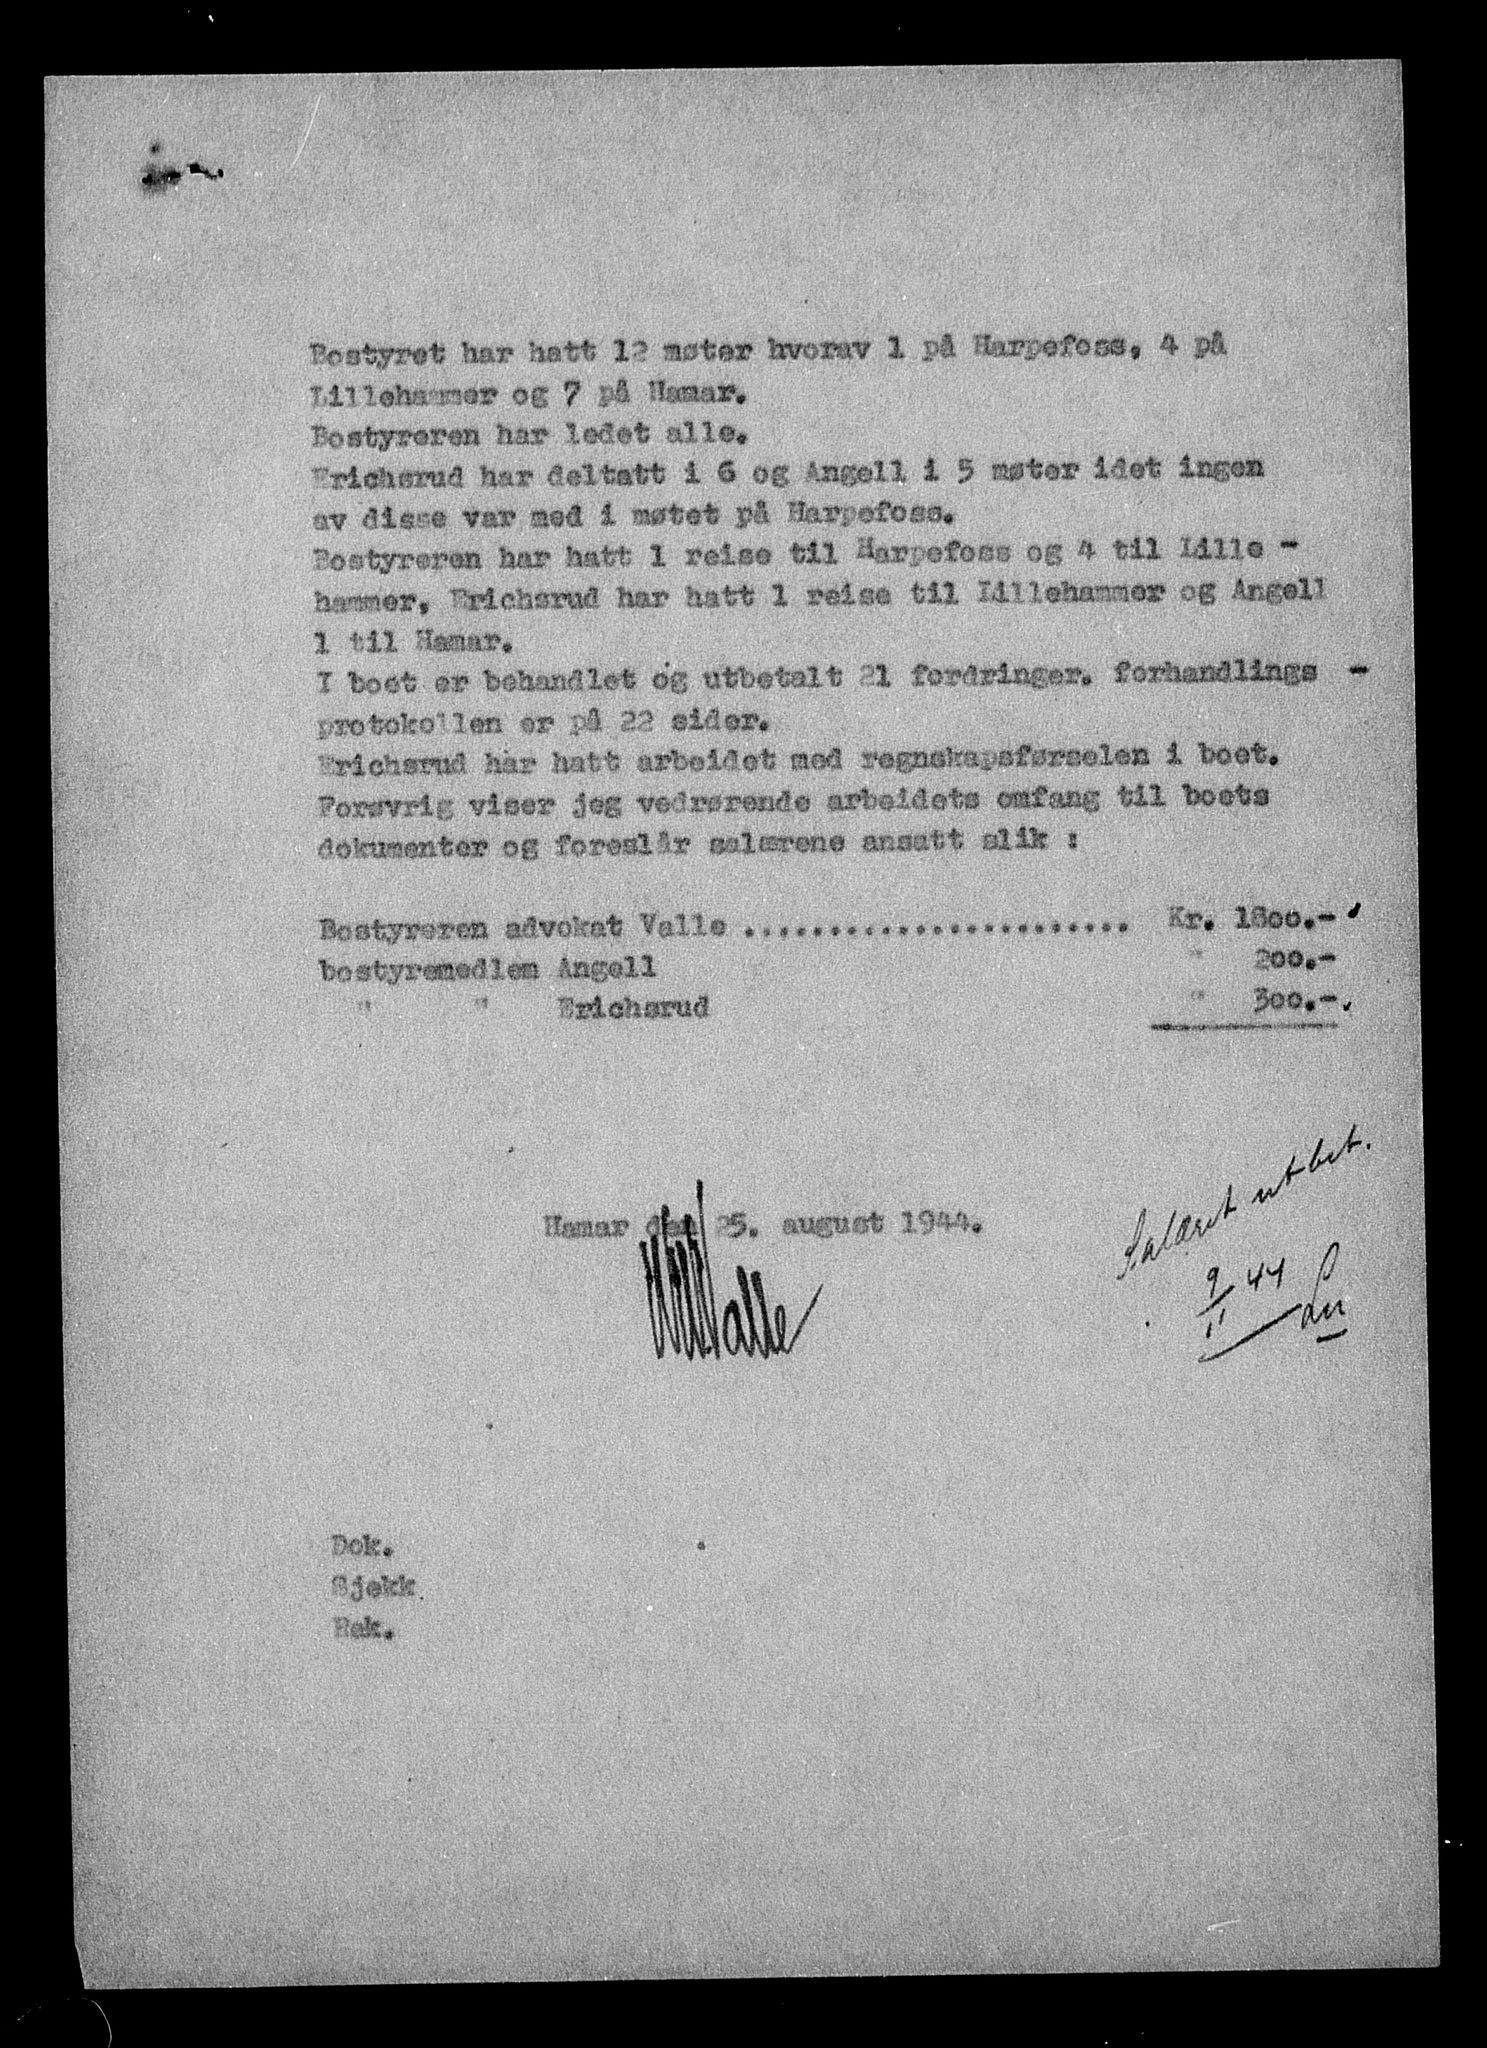 Bostyret har hatt 12 møter hvorav 1 på Harpefoss, 4 på
Lillehammer og 7 på Hamar.
Bostyreren har ledet alle.
Erichsrud har deltatt i 6 og Angell i 5 møter idet ingen
av disse var med i møtet på Harpefoss.
Bostyreren har hatt 1 reise til Harpefoss og 4 til Lille -
hammer, Erichsrud har hatt 1 reise til Lillehammer og Angell
1 til Hamar.
I boet er behandlet og utbetalt 21 fordringer. forhandlings -
protokollen er på 22 sider.
Erichsrud har hatt arbeidet med regnskapsførselen i boet.
Forøvrig viser jeg vedrørende arbeidets omfang til boets
dokumenter og foreslår salærene ansatt slik :
Bostyreren advokat Valle ....................... Kr. 1800.-
bostyremedlem Angell " 200.-
" " Erichsrud " 300.-.
Hamar den 25. august 1944.
Valle
Salæret utbet.
9/11 44
Dok.
Sjekk
Rek.